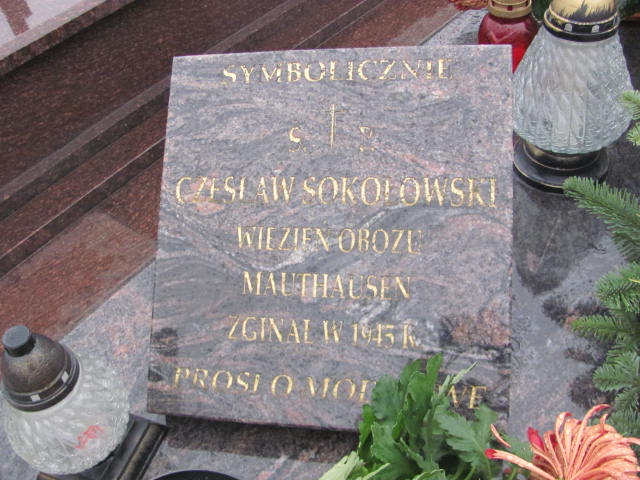 SYMBOLICZNIE
Ś. † P.
CZESŁAW SOKOŁOWSKI
WIĘZIEŃ OBOZU
MAUTHAUSEN
ZGINĄŁ W 1945 R.
PROSI O